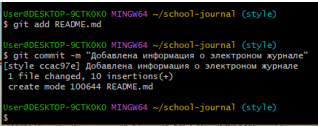 User@DESKTOP-9CTKOKO MINGW64 ~/school-journal (style)
$ git add README.md
User@DESKTOP-9CTKOKO MINGW64 ~/school-journal (style)
$ git commit -m "Добавлена информация о электроном журнале"
[style ccac97e] Добавлена информация о электроном журнале
1 file changed, 10 insertions(+)
create mode 100644 README.md
User@DESKTOP-9CTKOKO MINGW64 ~/school-journal (style)
$